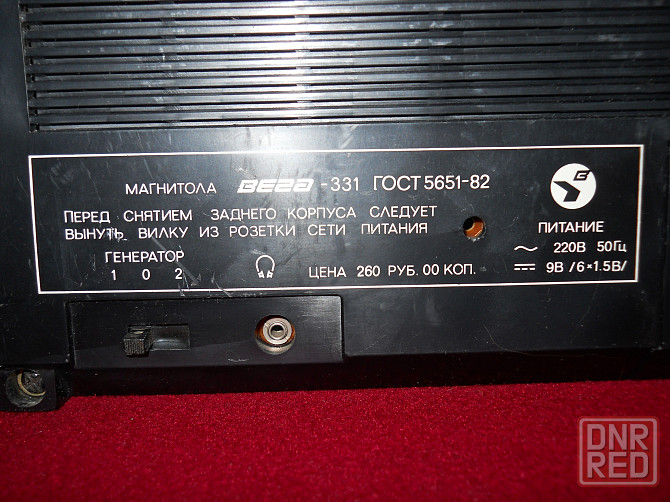 МАГНИТОЛА ВЕГА -331 ГОСТ 5651-82
ПЕРЕД СНЯТИЕМ ЗАДНЕГО КОРПУСА СЛЕДУЕТ
ВЫНУТЬ ВИЛКУ ИЗ РОЗЕТКИ СЕТИ ПИТАНИЯ
ГЕНЕРАТОР
1 0 2
ЦЕНА 260 РУБ. 00 КОП.
ПИТАНИЕ
~ 220В 50Гц
9В /6×1.5В/
DNR
RED